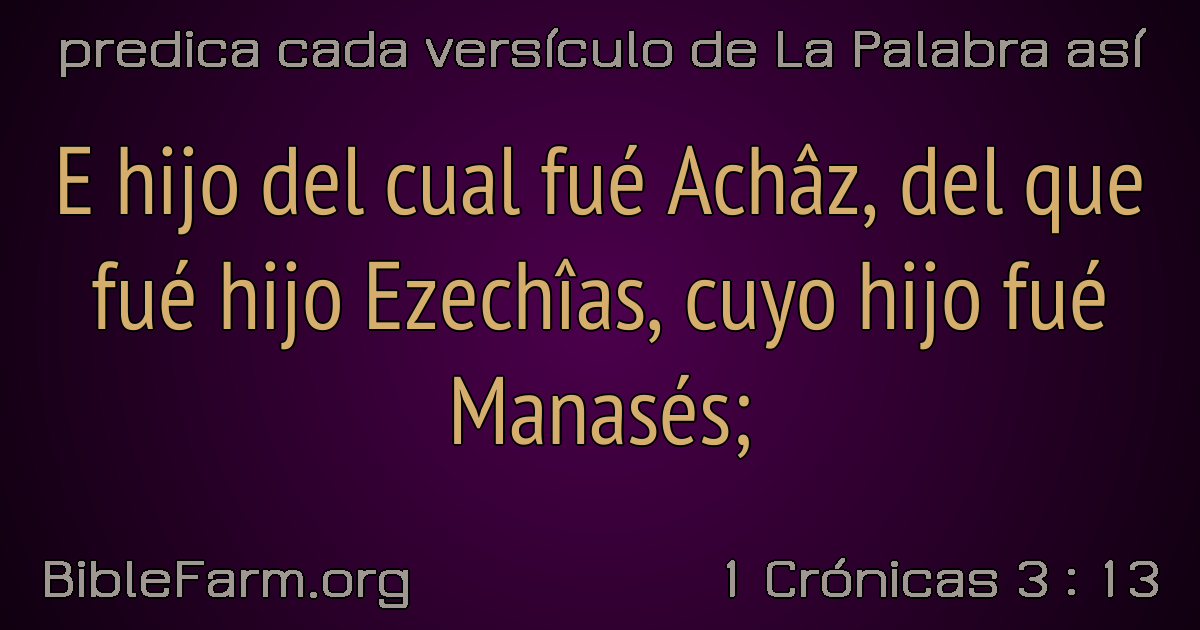 predica cada versículo de La Palabra así
E hijo del cual fué Achâz, del que
fué hijo Ezechîas, cuyo hijo fué
Manasés;
BibleFarm.org
1 Crónicas 3 : 13